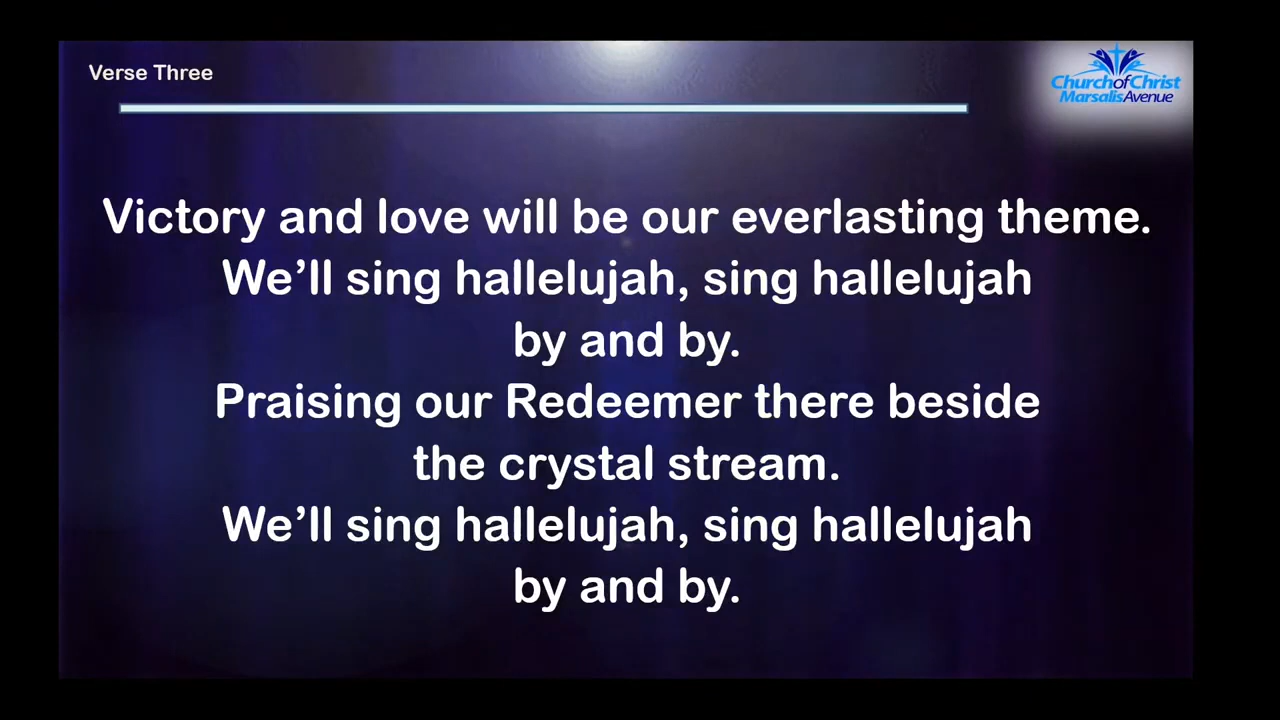 Verse Three
Church of Christ
Marsalis Avenue
Victory and love will be our everlasting theme.
We’ll sing hallelujah, sing hallelujah
by and by.
Praising our Redeemer there beside
the crystal stream.
We’ll sing hallelujah, sing hallelujah
by and by.